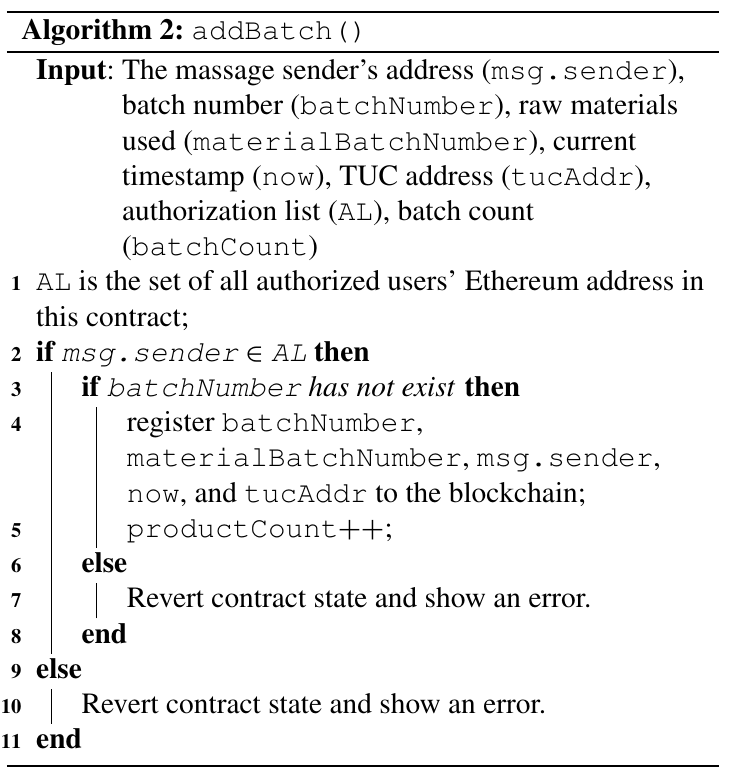 Algorithm 2: addBatch()
Input: The massage sender's address (msg.sender),
batch number (batchNumber), raw materials
used (materialBatchNumber), current
timestamp (now), TUC address (tucAddr),
authorization list (AL), batch count
(batchCount)
1 AL is the set of all authorized users' Ethereum address in
this contract;
2 if msg.sender ∈ AL then
3 if batchNumber has not exist then
4 register batchNumber,
materialBatchNumber, msg.sender,
now, and tucAddr to the blockchain;
5 productCount++;
6 else
7 Revert contract state and show an error.
8 end
9 else
10 Revert contract state and show an error.
11 end